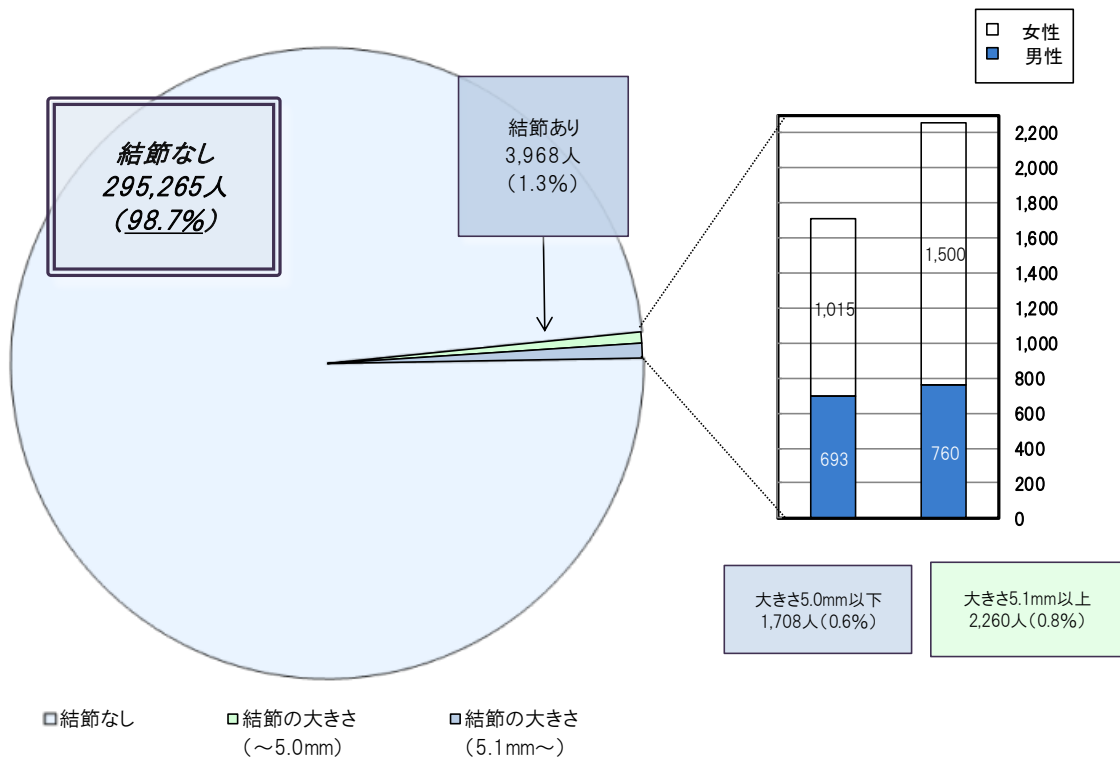 女性
男性
結節なし
295,265人
(98.7%)
結節あり
3,968人
(1.3%)
2,200
2,000
1,800
1,600
1,400
1,200
1,000
800
600
400
200
0
1,500
1,015
693
760
大きさ5.0mm以下
1,708人(0.6%)
大きさ5.1mm以上
2,260人(0.8%)
結節なし
結節の大きさ
(～5.0mm)
結節の大きさ
(5.1mm～)